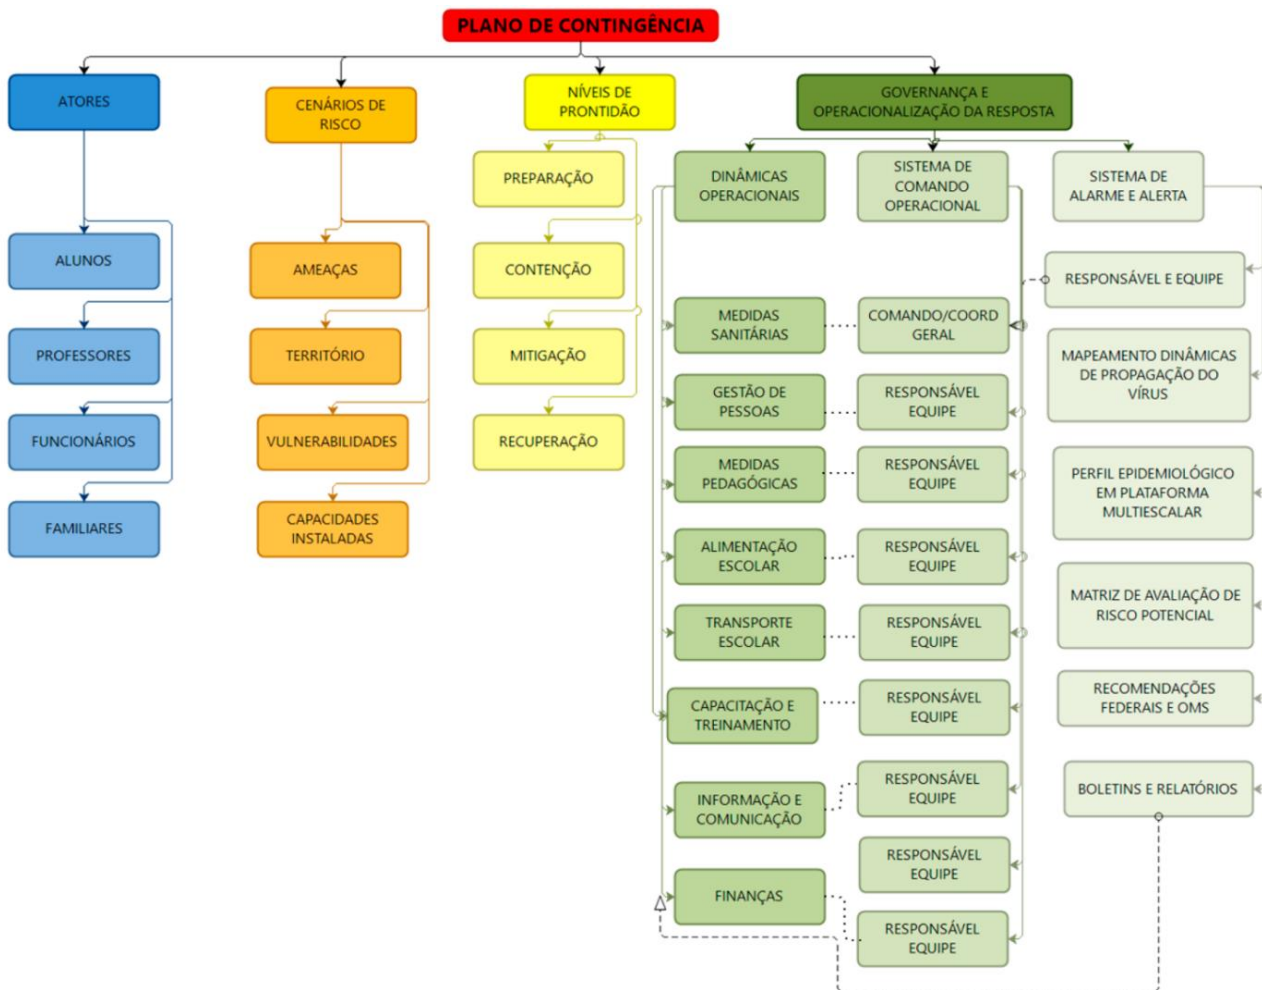 PLANO DE CONTINGÊNCIA
ATORES
ALUNOS
PROFESSORES
FUNCIONÁRIOS
FAMILIARES
CENÁRIOS DE
RISCO
AMEAÇAS
TERRITÓRIO
VULNERABILIDADES
CAPACIDADES
INSTALADAS
NÍVEIS DE
PRONTIDÃO
PREPARAÇÃO
CONTENÇÃO
MITIGAÇÃO
RECUPERAÇÃO
GOVERNANÇA E
OPERACIONALIZAÇÃO DA RESPOSTA
DINÂMICAS
OPERACIONAIS
MEDIDAS
SANITÁRIAS
GESTÃO DE
PESSOAS
MEDIDAS
PEDAGÓGICAS
ALIMENTAÇÃO
ESCOLAR
TRANSPORTE
ESCOLAR
CAPACITAÇÃO E
TREINAMENTO
INFORMAÇÃO E
COMUNICAÇÃO
FINANÇAS
SISTEMA DE
COMANDO
OPERACIONAL
COMANDO/COORD
GERAL
RESPONSÁVEL
EQUIPE
RESPONSÁVEL
EQUIPE
RESPONSÁVEL
EQUIPE
RESPONSÁVEL
EQUIPE
RESPONSÁVEL
EQUIPE
RESPONSÁVEL
EQUIPE
RESPONSÁVEL
EQUIPE
RESPONSÁVEL
EQUIPE
SISTEMA DE
ALARME E ALERTA
RESPONSÁVEL E EQUIPE
MAPEAMENTO DINÂMICAS
DE PROPAGAÇÃO DO
VÍRUS
PERFIL EPIDEMIOLÓGICO
EM PLATAFORMA
MULTIESCALAR
MATRIZ DE AVALIAÇÃO DE
RISCO POTENCIAL
RECOMENDAÇÕES
FEDERAIS E OMS
BOLETINS E RELATÓRIOS